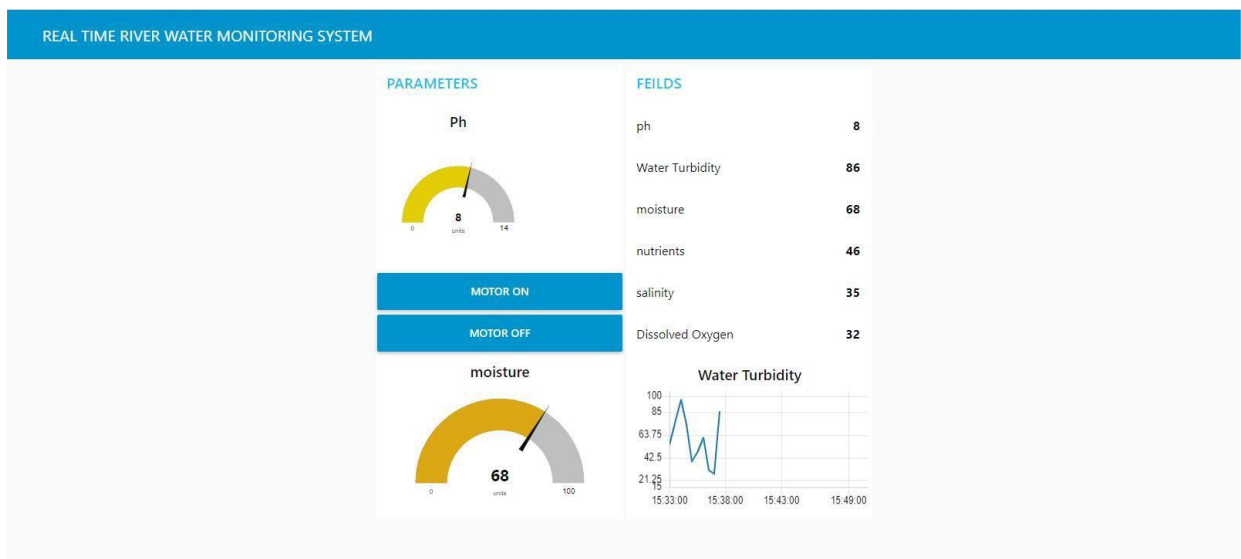 REAL TIME RIVER WATER MONITORING SYSTEM
PARAMETERS
Ph
8
units
0
14
MOTOR ON
MOTOR OFF
moisture
68
units
0
100
FEILDS
ph 8
Water Turbidity 86
moisture 68
nutrients 46
salinity 35
Dissolved Oxygen 32
Water Turbidity
100
85
63.75
42.5
21.25
15
15:33:00 15:38:00 15:43:00 15:49:00